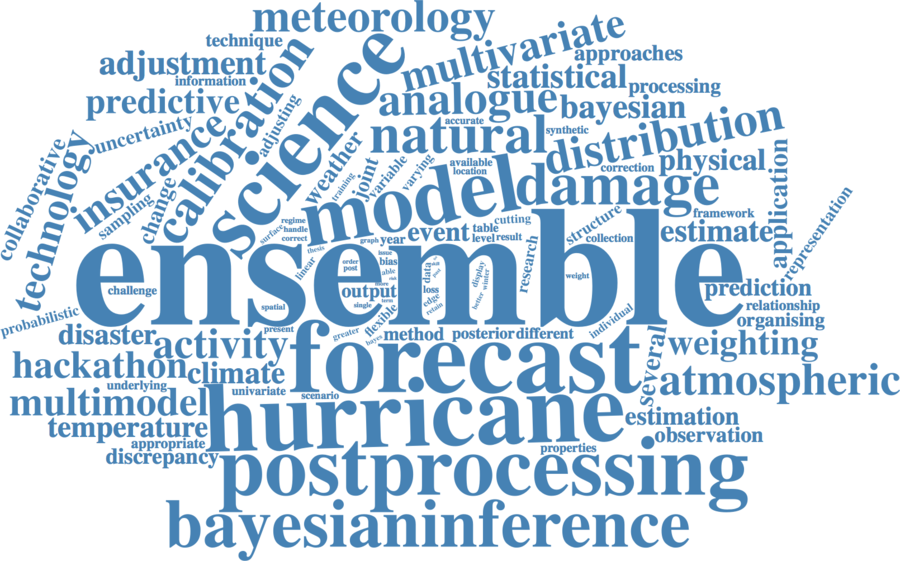 meteorology
technique
adjustment
information
predictive
uncertainty
collaborative
technology
insurance
sampling
change
calibration
adjusting
science
multivariate
approaches
statistical
processing
analogue
bayesian
accurate
natural
synthetic
distribution
correction
physical
weather
training
joint
variable
varying
available
location
model
damage
application
representation
framework
estimate
structure
collection
cutting
event
table
level
result
research
year
graph
regime
surface
handle
correct
thesis
linear
ensemble
challenge
spatial
order
post
issue
bias
able
output
single
term
data
loss
edge
retain
display
winter
better
weight
prediction
relationship
organising
probabilistic
disaster
activity
present
greater
flexible
bayes
method
posterior
different
individual
several
weighting
hackathon
climate
forecast
atmospheric
underlying
univariate
scenario
multimodel
hurricane
temperature
appropriate
discrepancy
estimation
observation
properties
postprocessing
bayesianinference